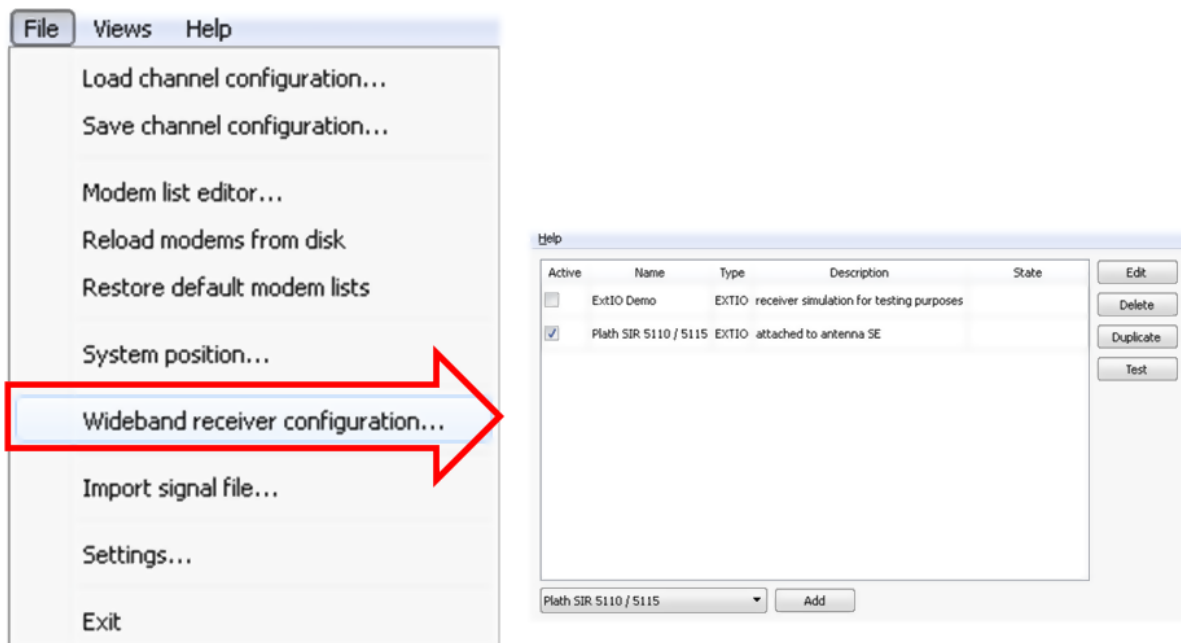 File Views Help
Load channel configuration...
Save channel configuration...
Modem list editor...
Reload modems from disk
Restore default modem lists
System position...
Wideband receiver configuration...
Import signal file...
Settings...
Exit
Help
Active Name Type Description State
ExtIO Demo EXTIO receiver simulation for testing purposes
Plath SIR 5110 / 5115 EXTIO attached to antenna SE
Edit
Delete
Duplicate
Test
Plath SIR 5110 / 5115 Add